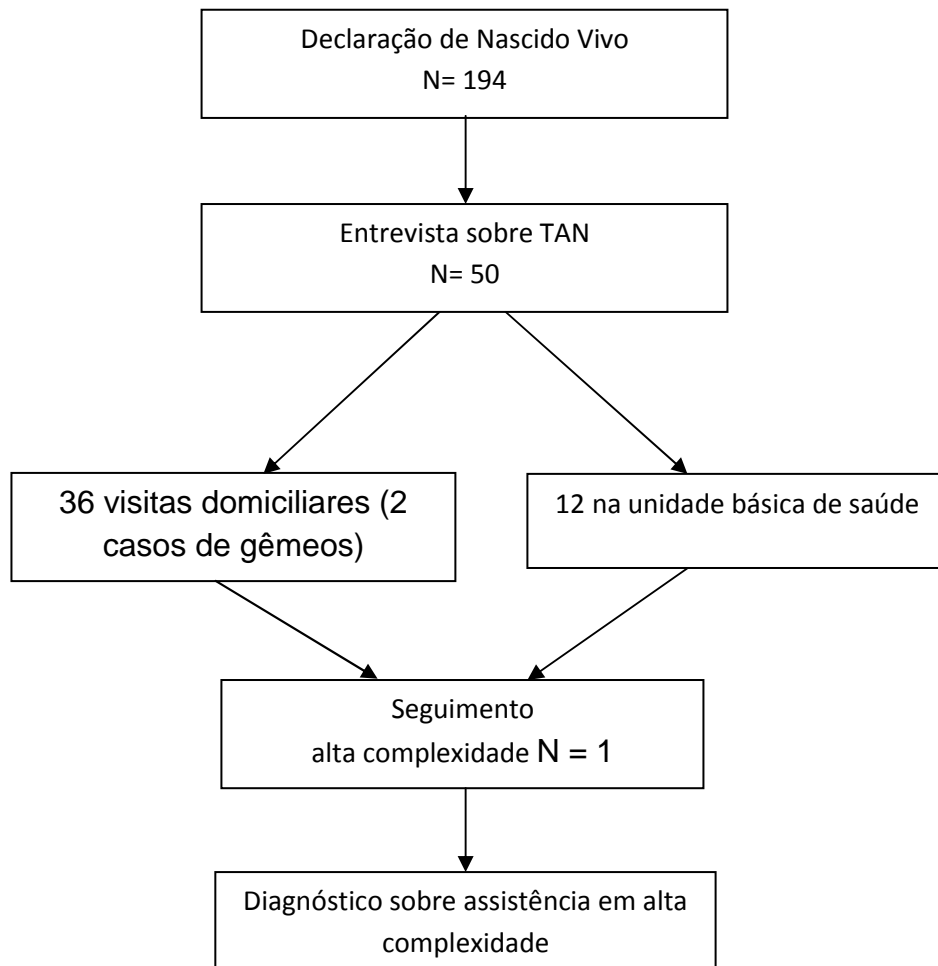 Declaração de Nascido Vivo
N= 194
Entrevista sobre TAN
N= 50
36 visitas domiciliares (2
casos de gêmeos)
12 na unidade básica de saúde
Seguimento
alta complexidade N = 1
Diagnóstico sobre assistência em alta
complexidade